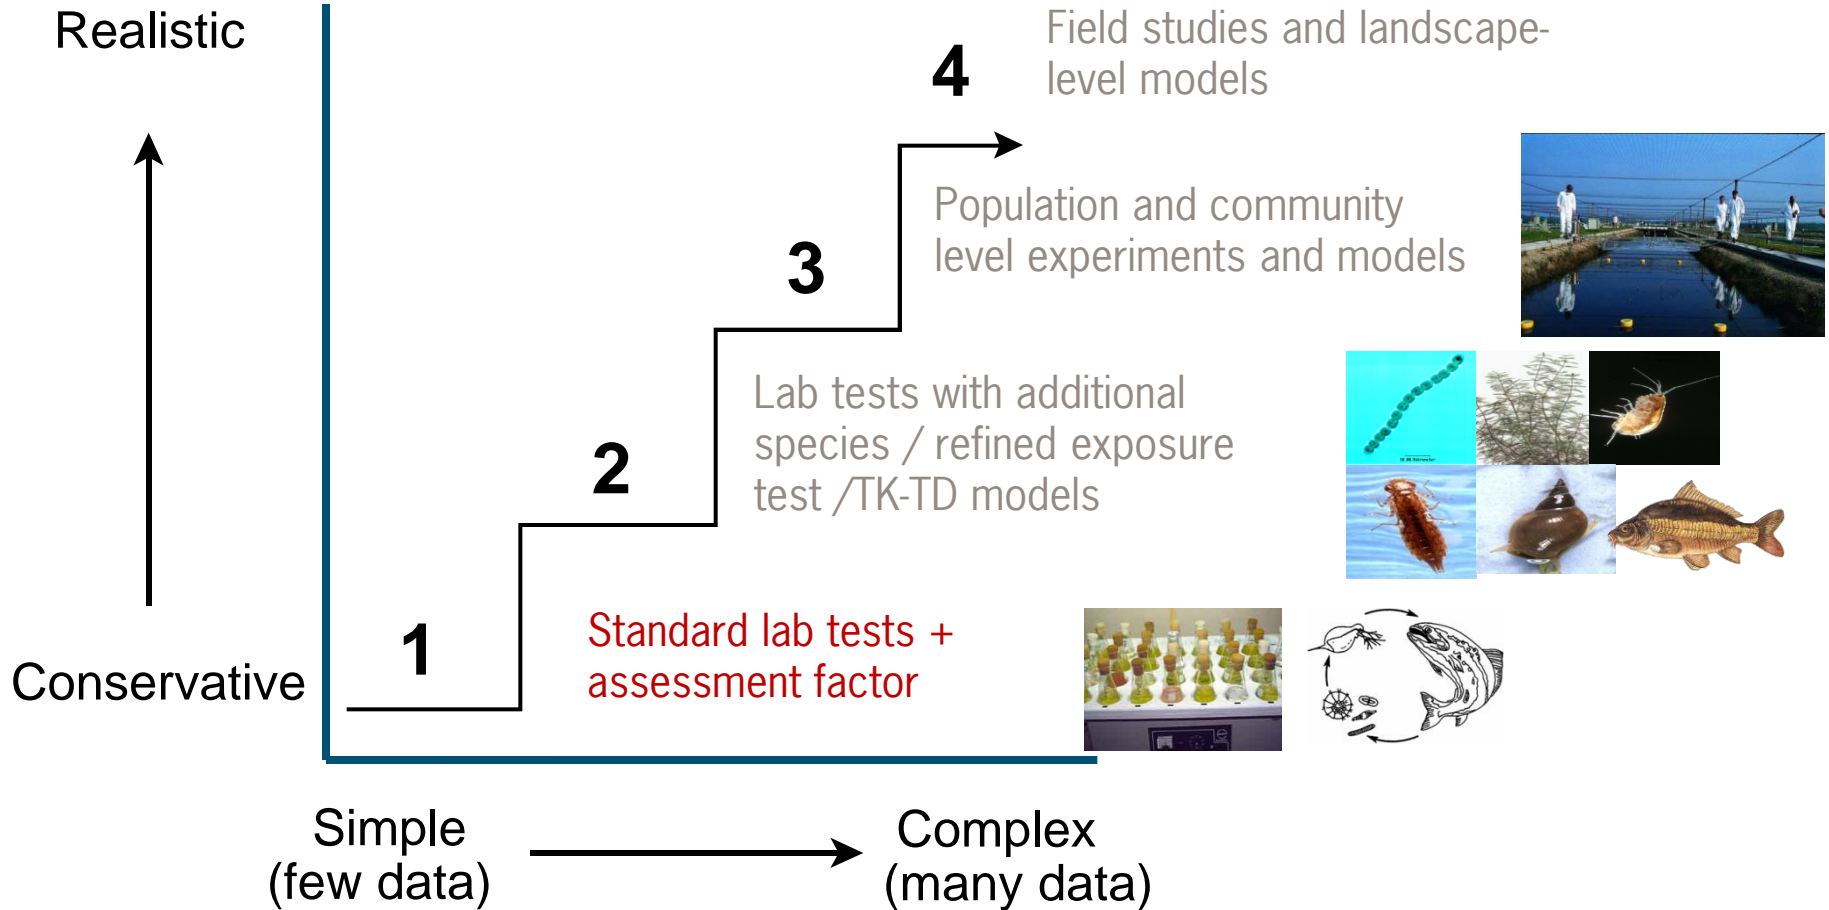 Realistic
4
Field studies and landscape-
level models
3
Population and community
level experiments and models
2
Lab tests with additional
species / refined exposure
test /TK-TD models
1
Standard lab tests +
assessment factor
Conservative
Simple
(few data)
Complex
(many data)